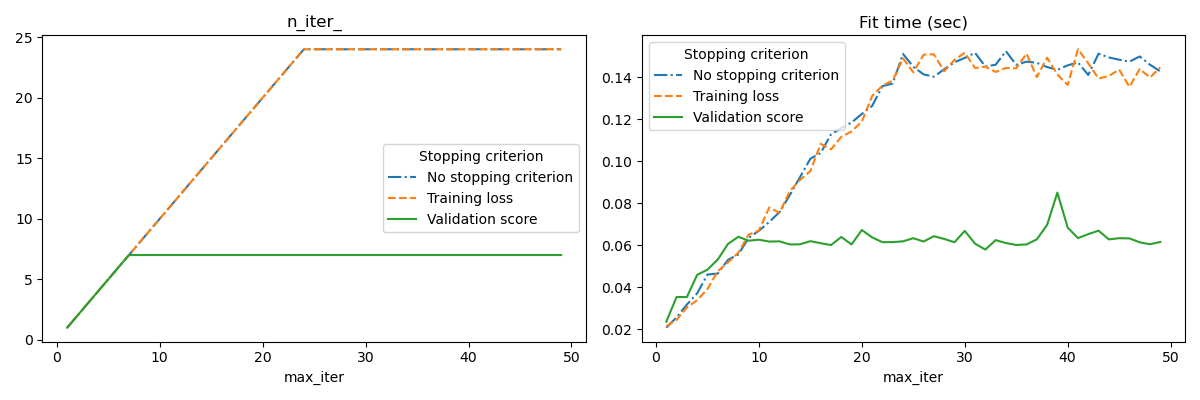 n_iter_
25
20
15
10
5
0
Stopping criterion
No stopping criterion
Training loss
Validation score
0 10 20 30 40 50
max_iter
Fit time (sec)
Stopping criterion
No stopping criterion
Training loss
Validation score
0.14
0.12
0.10
0.08
0.06
0.04
0.02
0 10 20 30 40 50
max_iter